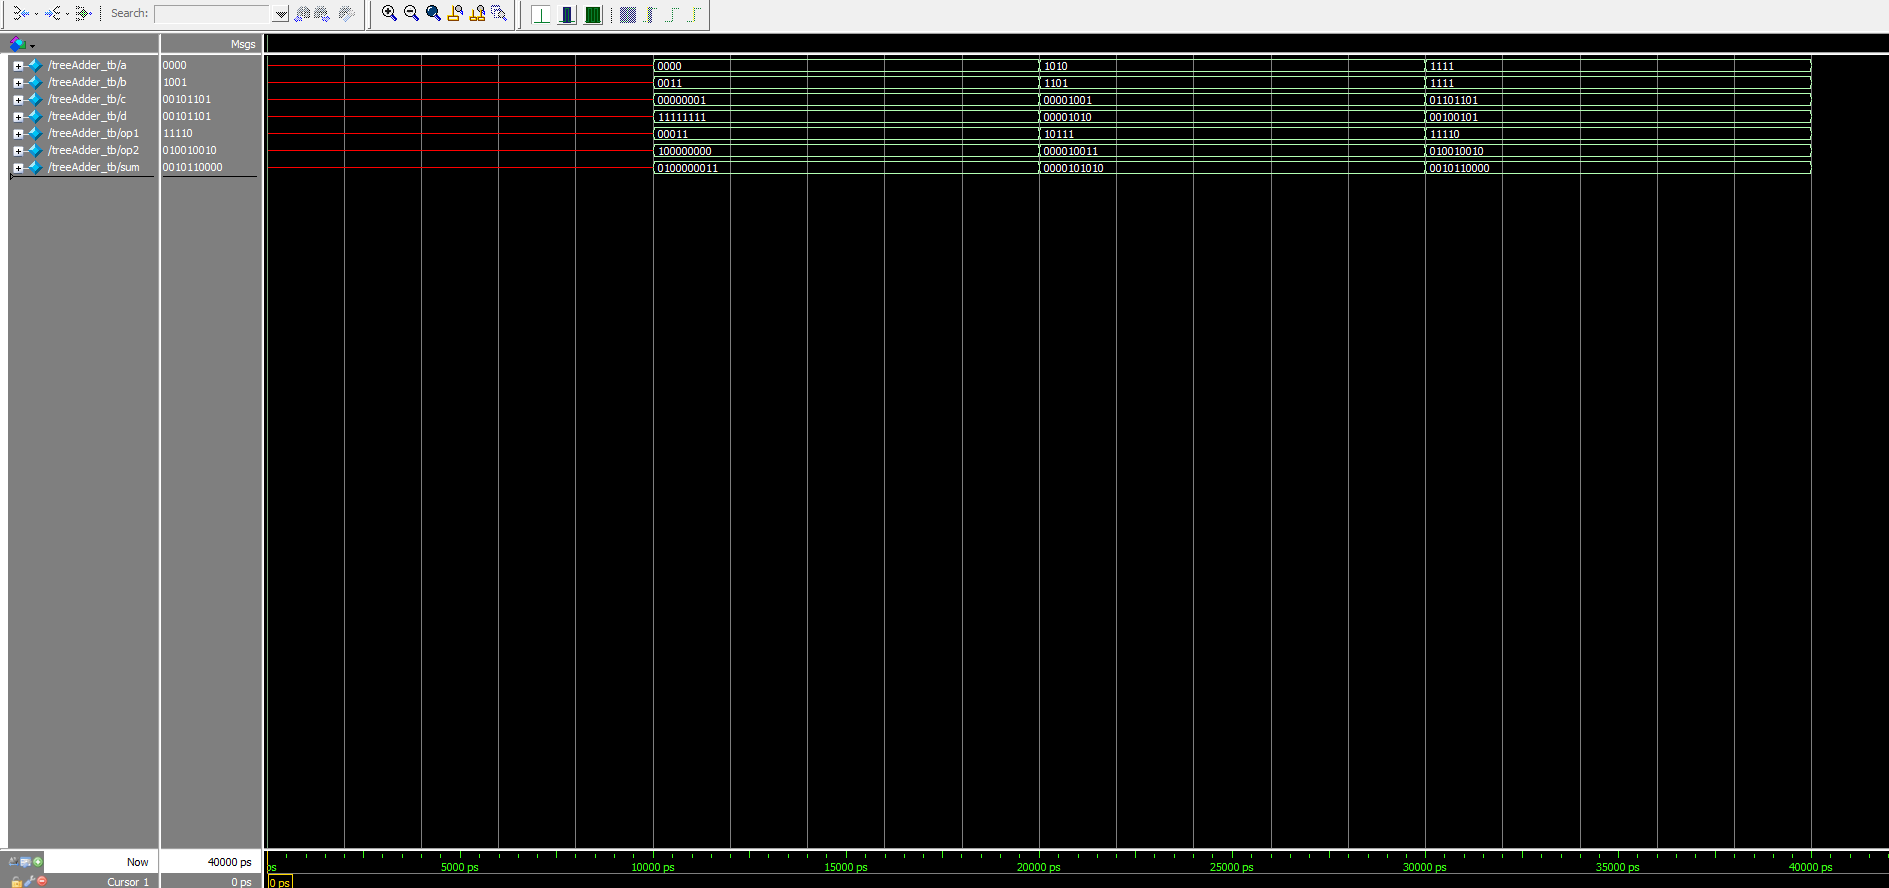 Search:
Msgs
/treeAdder_tb/a 0000 0000 1010 1111
/treeAdder_tb/b 1001 0011 1101 1111
/treeAdder_tb/c 00101101 00000001 00001001 01101101
/treeAdder_tb/d 00101101 11111111 00001010 00100101
/treeAdder_tb/op1 11110 00011 10111 11110
/treeAdder_tb/op2 010010010 100000000 000010011 010010010
/treeAdder_tb/sum 0010110000 0100000011 0000101010 0010110000
Now 40000 ps ps 5000 ps 10000 ps 15000 ps 20000 ps 25000 ps 30000 ps 35000 ps 40000 ps
Cursor 1 0 ps 0 ps